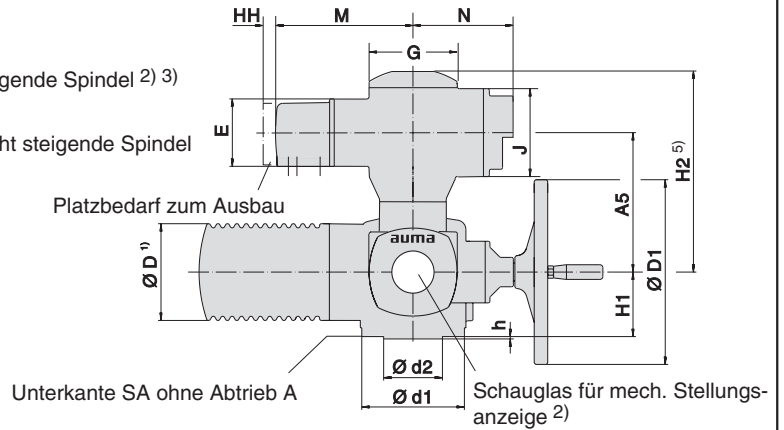 HH M N
G
gende Spindel 2) 3)
E
J
H2 5)
ht steigende Spindel
A5
Platzbedarf zum Ausbau
auma
Ø D 1)
Ø D1
H1
h
Ø d2
Unterkante SA ohne Abtrieb A
Ø d1
Schauglas für mech. Stellungs-
anzeige 2)